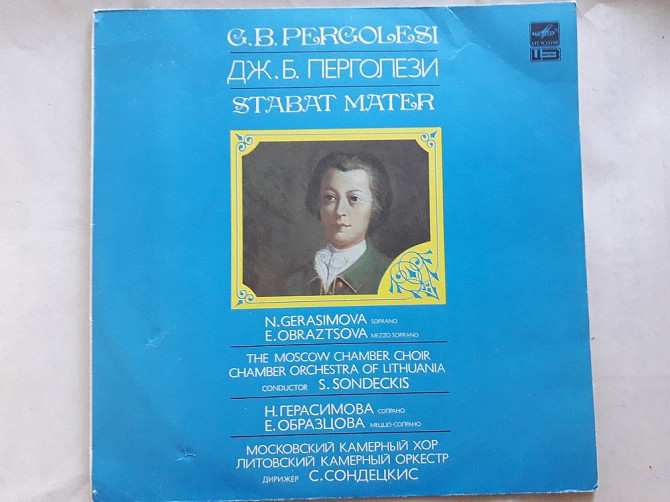 G.B. PERGOLESI
ДЖ. Б. ПЕРГОЛЕЗИ
STABAT MATER
МЕЛОДИЯ
N. GERASIMOVA SOPRANO
E. OBRAZTSOVA MEZZO-SOPRANO
THE MOSCOW CHAMBER CHOIR
CHAMBER ORCHESTRA OF LITHUANIA
CONDUCTOR S. SONDECKIS
Н. ГЕРАСИМОВА СОПРАНО
Е. ОБРАЗЦОВА МЕЦЦО-СОПРАНО
МОСКОВСКИЙ КАМЕРНЫЙ ХОР
ЛИТОВСКИЙ КАМЕРНЫЙ ОРКЕСТР
ДИРИЖЕР С. СОНДЕЦКИС